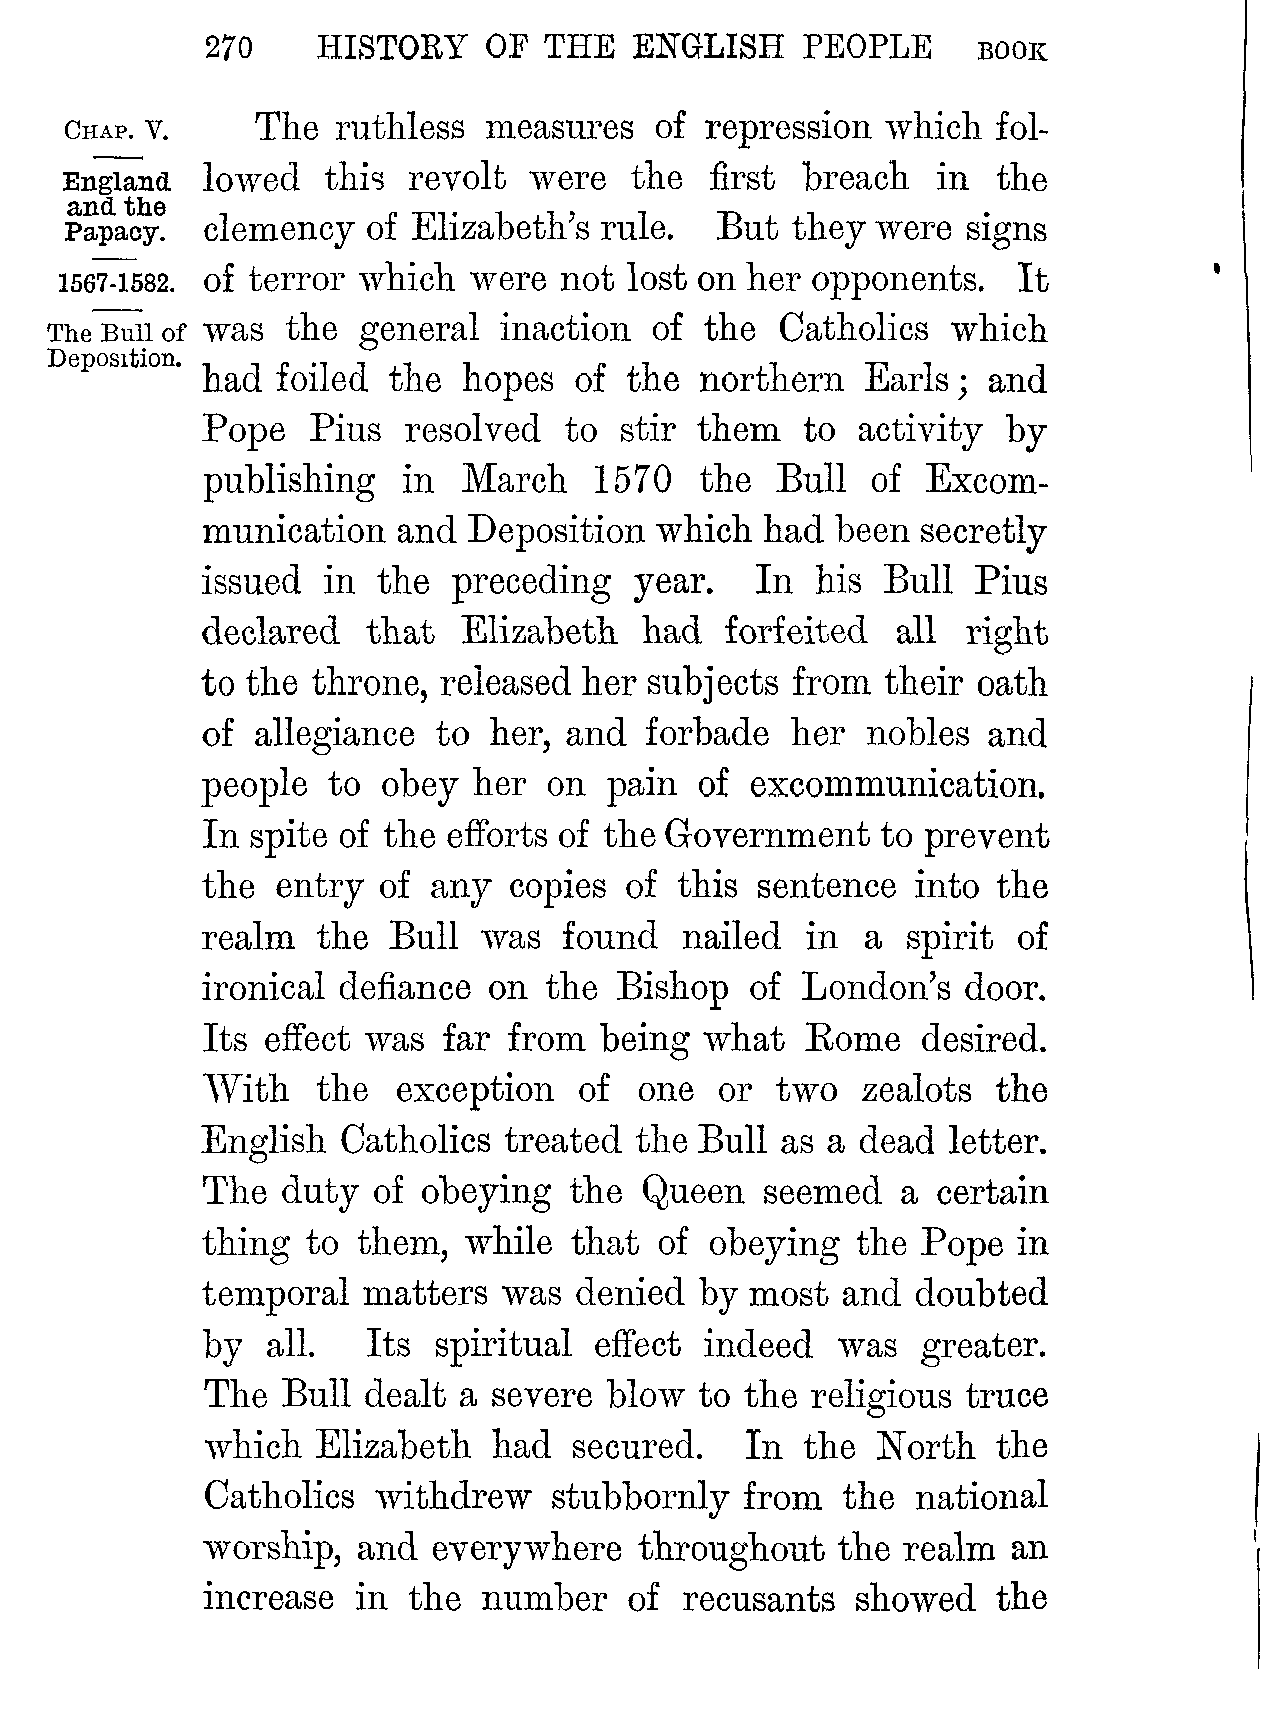 270 HISTORY OF THE ENGLISH PEOPLE BOOK
CHAP. V.
England
and the
Papacy.
1567-1582.
The Bull of
Deposition.
The ruthless measures of repression which fol-
lowed this revolt were the first breach in the
clemency of Elizabeth's rule. But they were signs
of terror which were not lost on her opponents. It
was the general inaction of the Catholics which
had foiled the hopes of the northern Earls; and
Pope Pius resolved to stir them to activity by
publishing in March 1570 the Bull of Excom-
munication and Deposition which had been secretly
issued in the preceding year. In his Bull Pius
declared that Elizabeth had forfeited all right
to the throne, released her subjects from their oath
of allegiance to her, and forbade her nobles and
people to obey her on pain of excommunication.
In spite of the efforts of the Government to prevent
the entry of any copies of this sentence into the
realm the Bull was found nailed in a spirit of
ironical defiance on the Bishop of London's door.
Its effect was far from being what Rome desired.
With the exception of one or two zealots the
English Catholics treated the Bull as a dead letter.
The duty of obeying the Queen seemed a certain
thing to them, while that of obeying the Pope in
temporal matters was denied by most and doubted
by all. Its spiritual effect indeed was greater.
The Bull dealt a severe blow to the religious truce
which Elizabeth had secured. In the North the
Catholics withdrew stubbornly from the national
worship, and everywhere throughout the realm an
increase in the number of recusants showed the